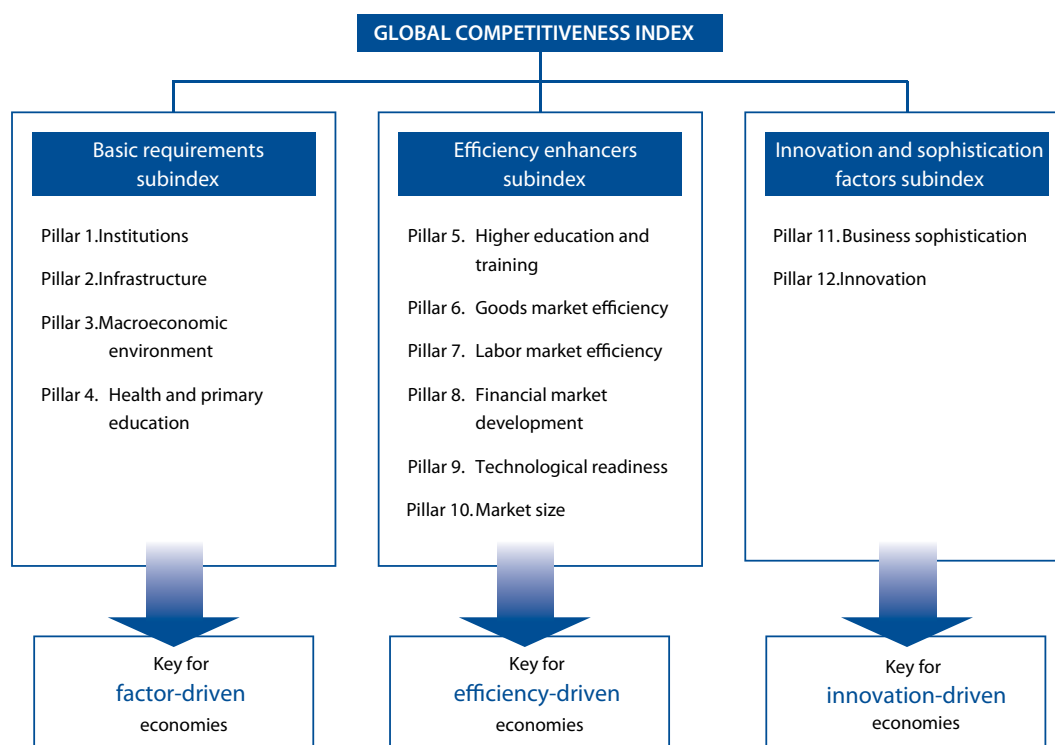 GLOBAL COMPETITIVENESS INDEX
Basic requirements
subindex
Pillar 1.Institutions
Pillar 2.Infrastructure
Pillar 3.Macroeconomic
environment
Pillar 4. Health and primary
education
Key for
factor-driven
economies
Efficiency enhancers
subindex
Pillar 5. Higher education and
training
Pillar 6. Goods market efficiency
Pillar 7. Labor market efficiency
Pillar 8. Financial market
development
Pillar 9. Technological readiness
Pillar 10. Market size
Key for
efficiency-driven
economies
Innovation and sophistication
factors subindex
Pillar 11. Business sophistication
Pillar 12.Innovation
Key for
innovation-driven
economies